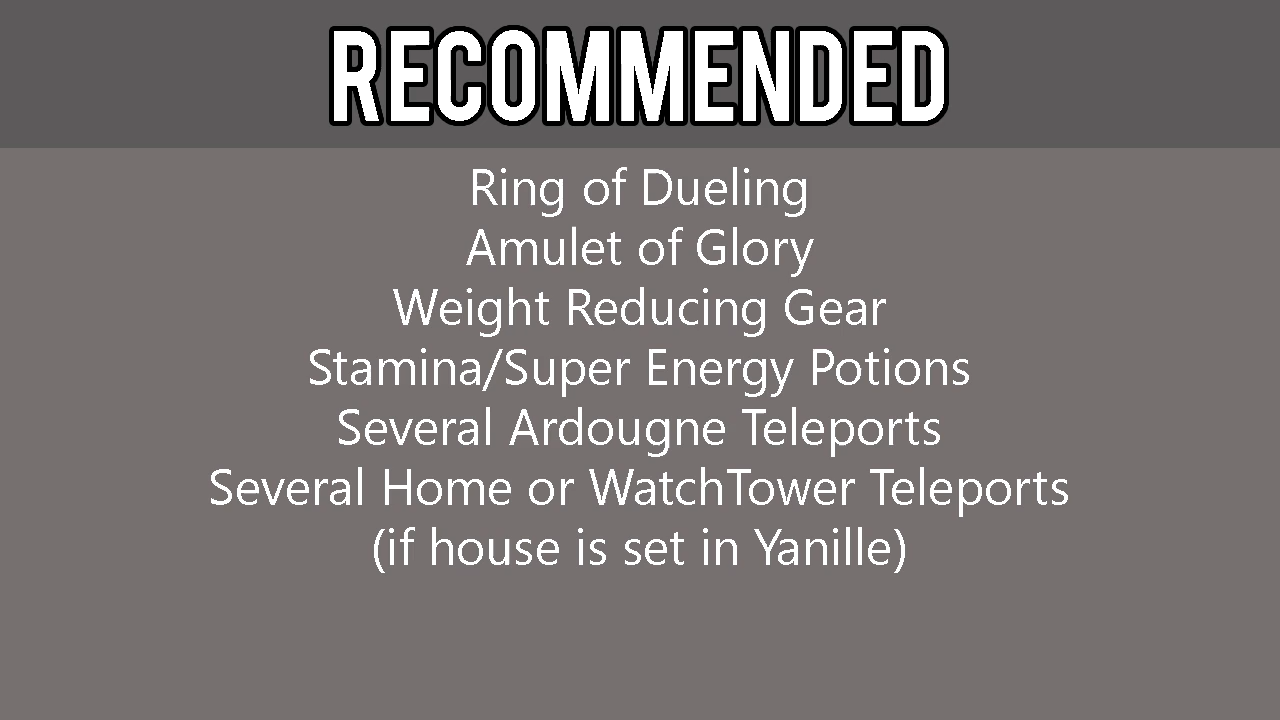 RECOMMENDED
Ring of Dueling
Amulet of Glory
Weight Reducing Gear
Stamina/Super Energy Potions
Several Ardougne Teleports
Several Home or WatchTower Teleports
(if house is set in Yanille)